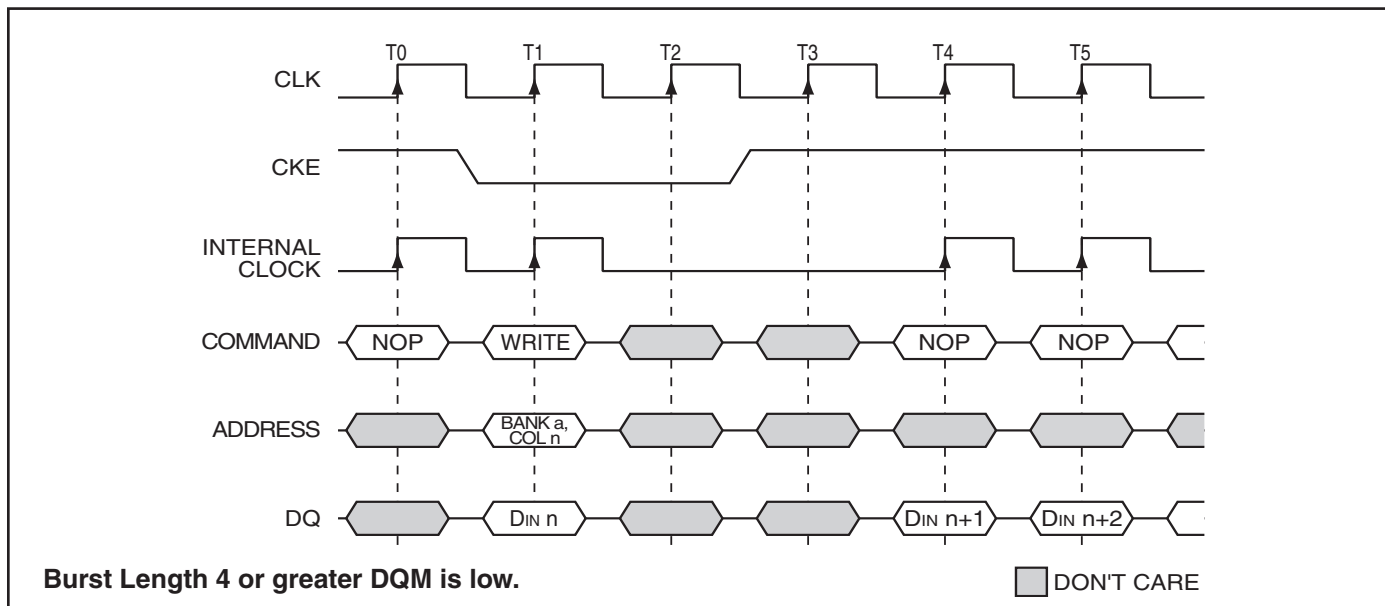 T0 T1 T2 T3 T4 T5
CLK
CKE
INTERNAL
CLOCK
COMMAND NOP WRITE NOP NOP
ADDRESS BANK a,
COL n
DQ DIN n DIN n+1 DIN n+2
Burst Length 4 or greater DQM is low.
DON'T CARE